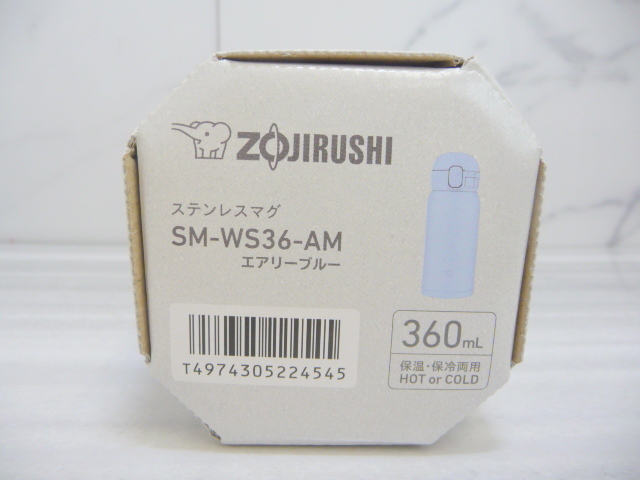 ZOJIRUSHI
ステンレスマグ
SM-WS36-AM
エアリーブルー
T4974305224545
360mL
保温・保冷両用
HOT or COLD